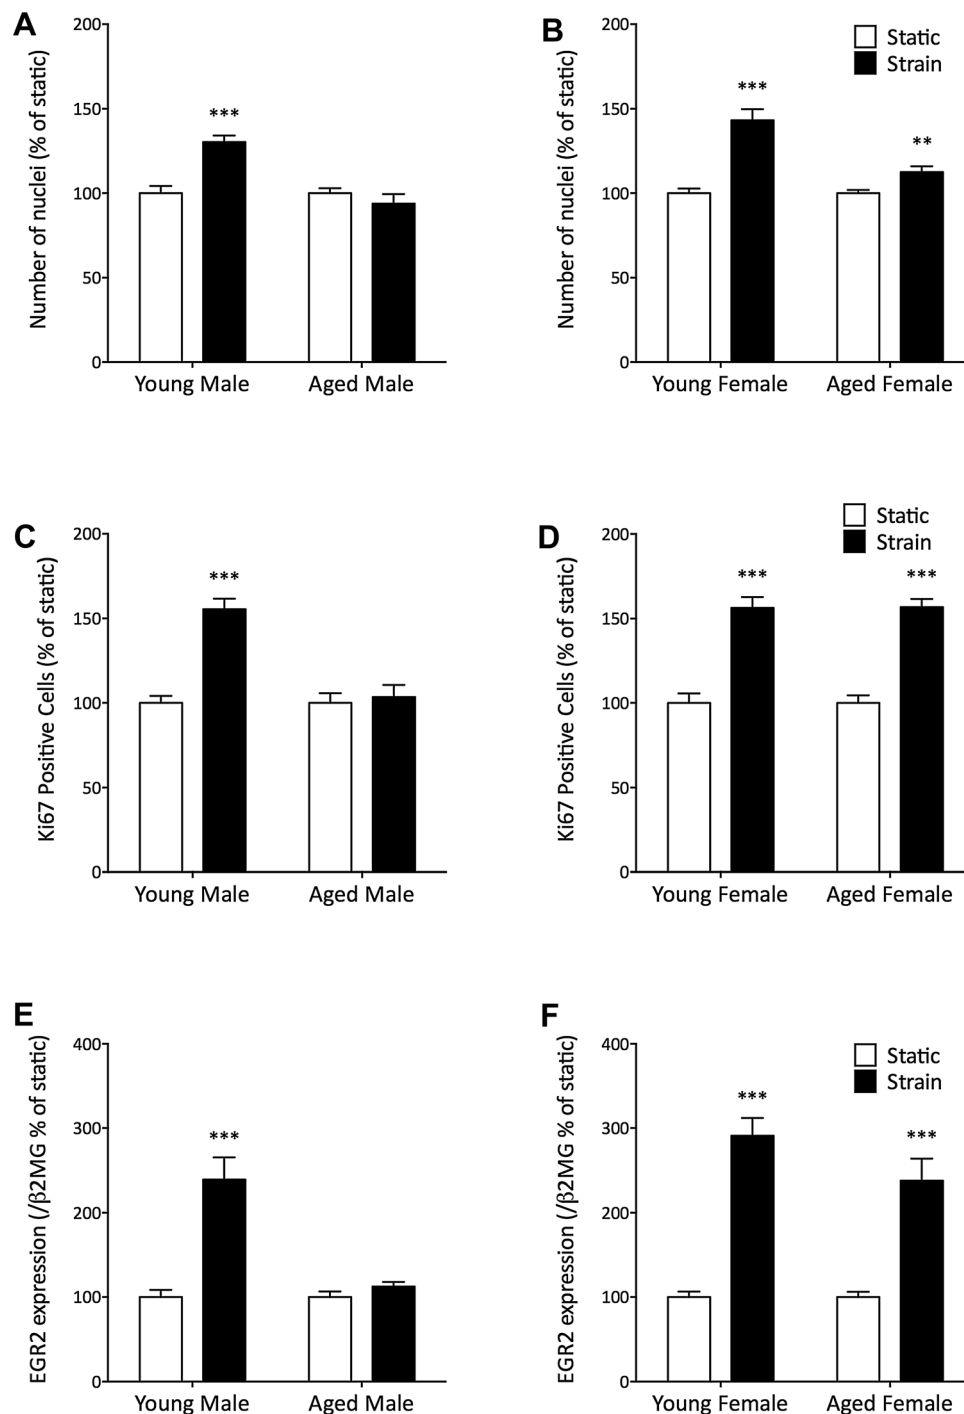 A
Number of nuclei (% of static)
200
150
100
50
0
***
Young Male
Aged Male
B
Number of nuclei (% of static)
200
150
100
50
0
Static
Strain
***
**
Young Female
Aged Female
C
Ki67 Positive Cells (% of static)
200
150
100
50
0
***
Young Male
Aged Male
D
Ki67 Positive Cells (% of static)
200
150
100
50
0
Static
Strain
***
***
Young Female
Aged Female
E
EGR2 expression (/β2MG % of static)
400
300
200
100
0
***
Young Male
Aged Male
F
EGR2 expression (/β2MG % of static)
400
300
200
100
0
Static
Strain
***
***
Young Female
Aged Female